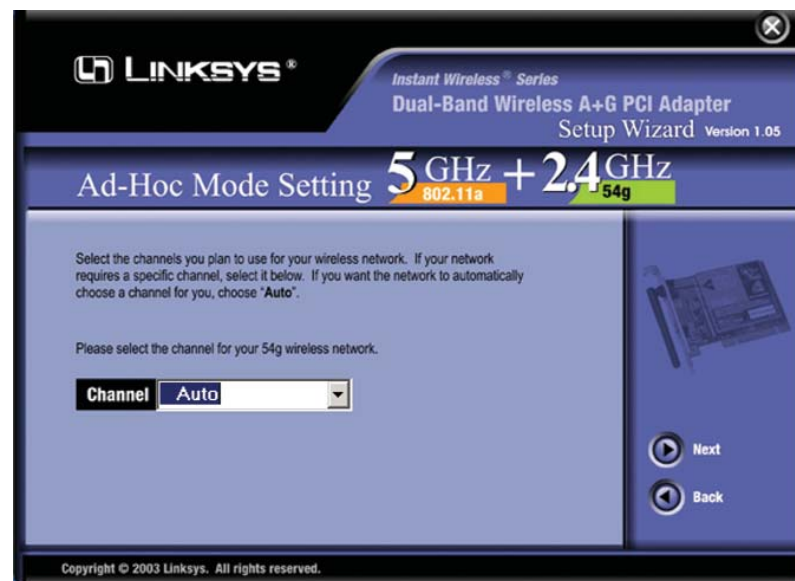 LINKSYS®
Instant Wireless® Series
Dual-Band Wireless A+G PCI Adapter
Setup Wizard Version 1.05
Ad-Hoc Mode Setting 5 GHz 802.11a + 2.4 GHz 54g
Select the channels you plan to use for your wireless network. If your network
requires a specific channel, select it below. If you want the network to automatically
choose a channel for you, choose "Auto".
Please select the channel for your 54g wireless network.
Channel Auto
Next
Back
Copyright © 2003 Linksys. All rights reserved.